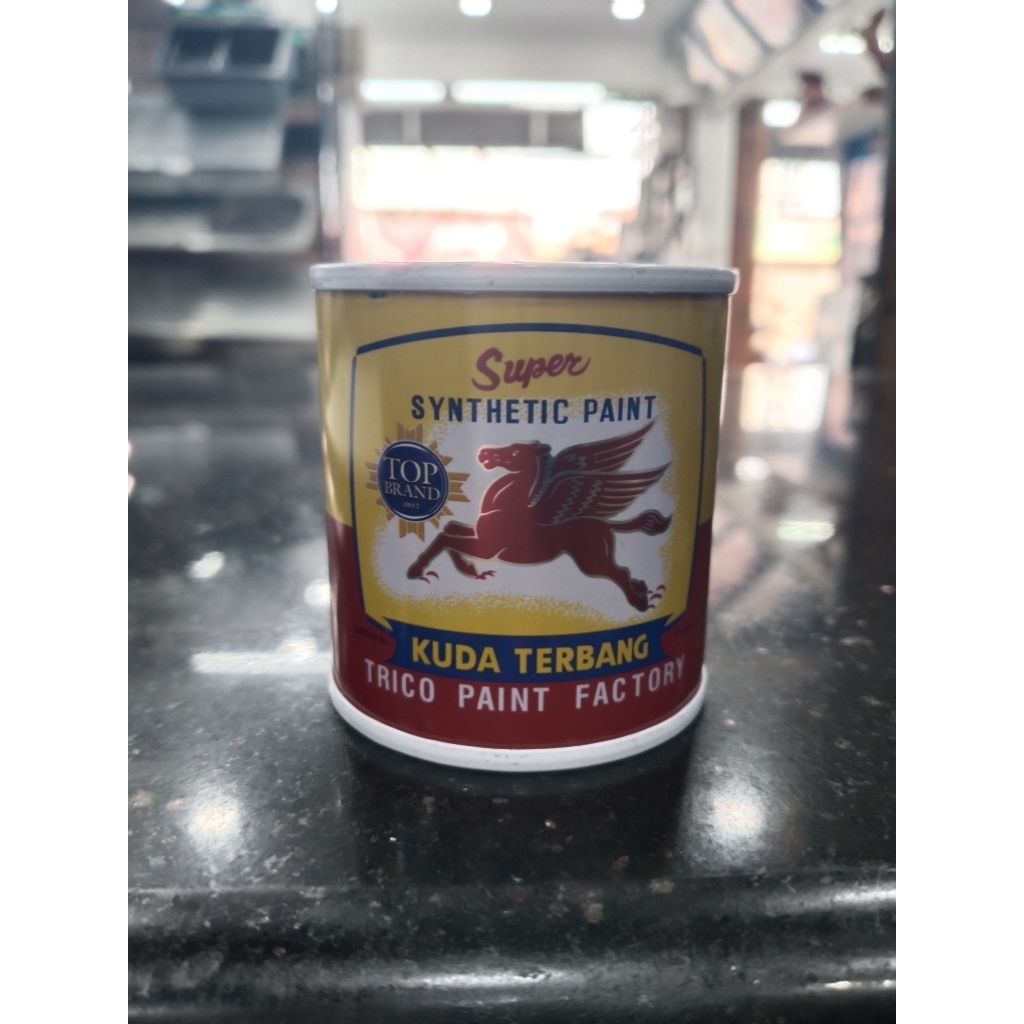 Super
SYNTHETIC PAINT
TOP
BRAND
KUDA TERBANG
TRICO PAINT FACTORY